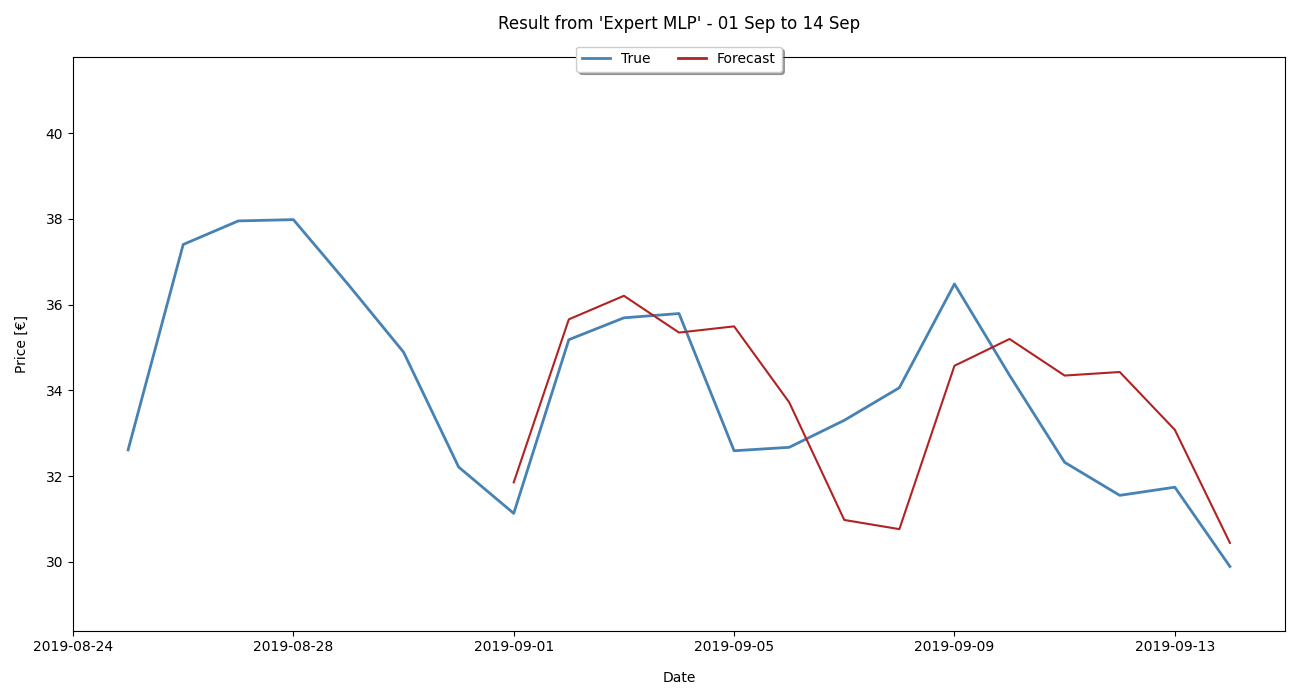 Result from 'Expert MLP' - 01 Sep to 14 Sep
True Forecast
40
38
36
34
32
30
Price [€]
2019-08-24 2019-08-28 2019-09-01 2019-09-05 2019-09-09 2019-09-13
Date